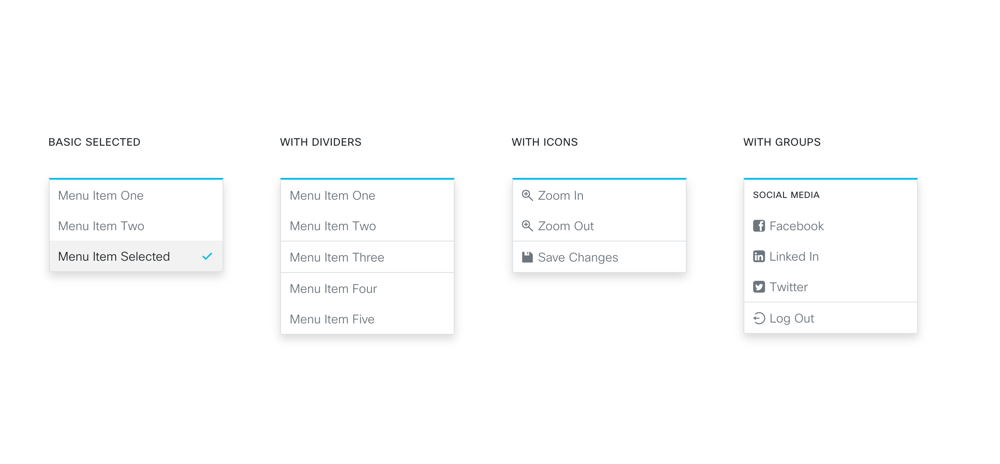 BASIC SELECTED
Menu Item One
Menu Item Two
Menu Item Selected
WITH DIVIDERS
Menu Item One
Menu Item Two
Menu Item Three
Menu Item Four
Menu Item Five
WITH ICONS
Zoom In
Zoom Out
Save Changes
WITH GROUPS
SOCIAL MEDIA
Facebook
Linked In
Twitter
Log Out